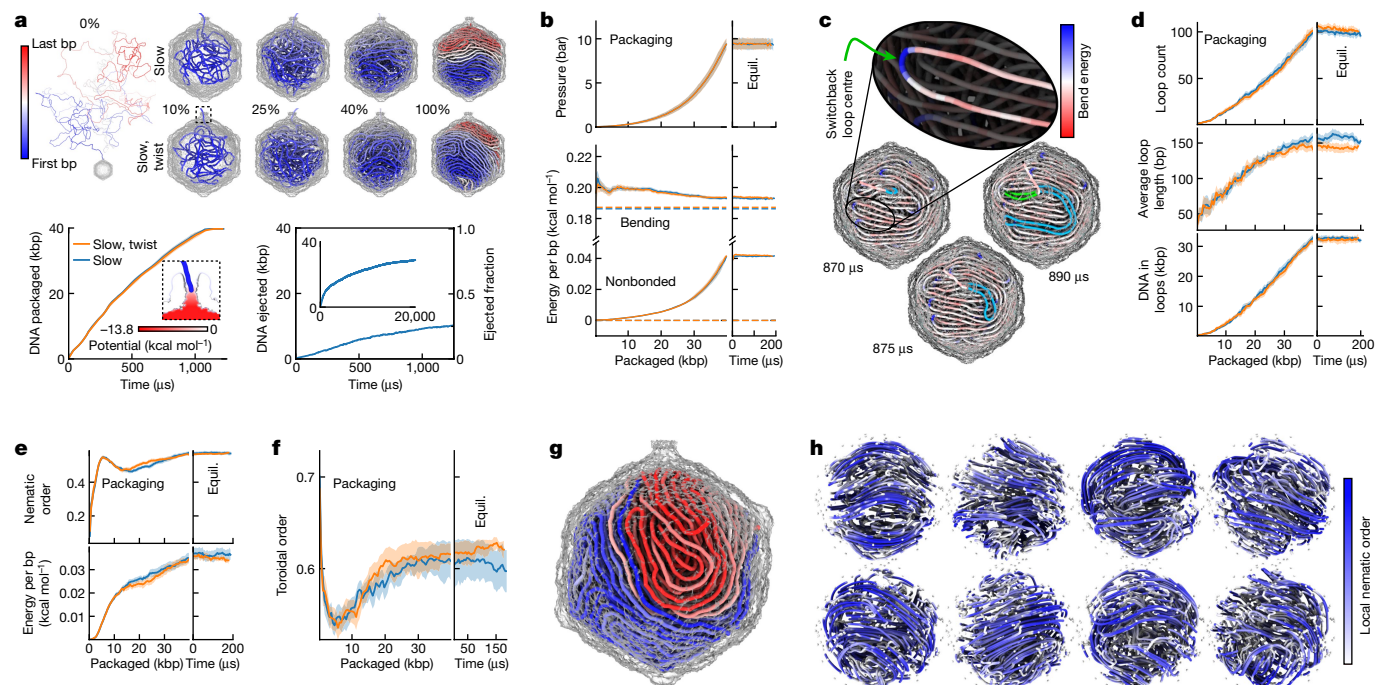 a
0%
Last bp
First bp
Slow
10%
25%
40%
100%
Slow,
twist
DNA packaged (kbp)
40
20
0
Slow, twist
Slow
−13.8
0
Potential (kcal mol−1)
0
500
1,000
Time (μs)
DNA ejected (kbp)
40
20
0
40
20
0
0
20,000
1.0
0.5
0
Ejected fraction
0
500
1,000
Time (μs)
b
Packaging
Equil.
Pressure (bar)
10
5
0
Energy per bp (kcal mol−1)
0.22
0.20
0.18
0.04
0.02
0
Bending
Nonbonded
10
20
30
Packaged (kbp)
0
200
Time (μs)
c
Switchback
loop centre
Bend energy
870 μs
890 μs
875 μs
d
Packaging
Equil.
Loop count
100
50
Average loop
length (bp)
150
100
50
DNA in
loops (kbp)
30
20
10
10
20
30
Packaged (kbp)
0
200
Time (μs)
e
Packaging
Equil.
Nematic
order
0.4
0.2
Energy per bp
(kcal mol−1)
0.03
0.02
0.01
0
10
20
30
Packaged (kbp)
0
200
Time (μs)
f
Packaging
Equil.
Toroidal order
0.7
0.6
10
20
30
Packaged (kbp)
50
150
Time (μs)
g
h
Local nematic order